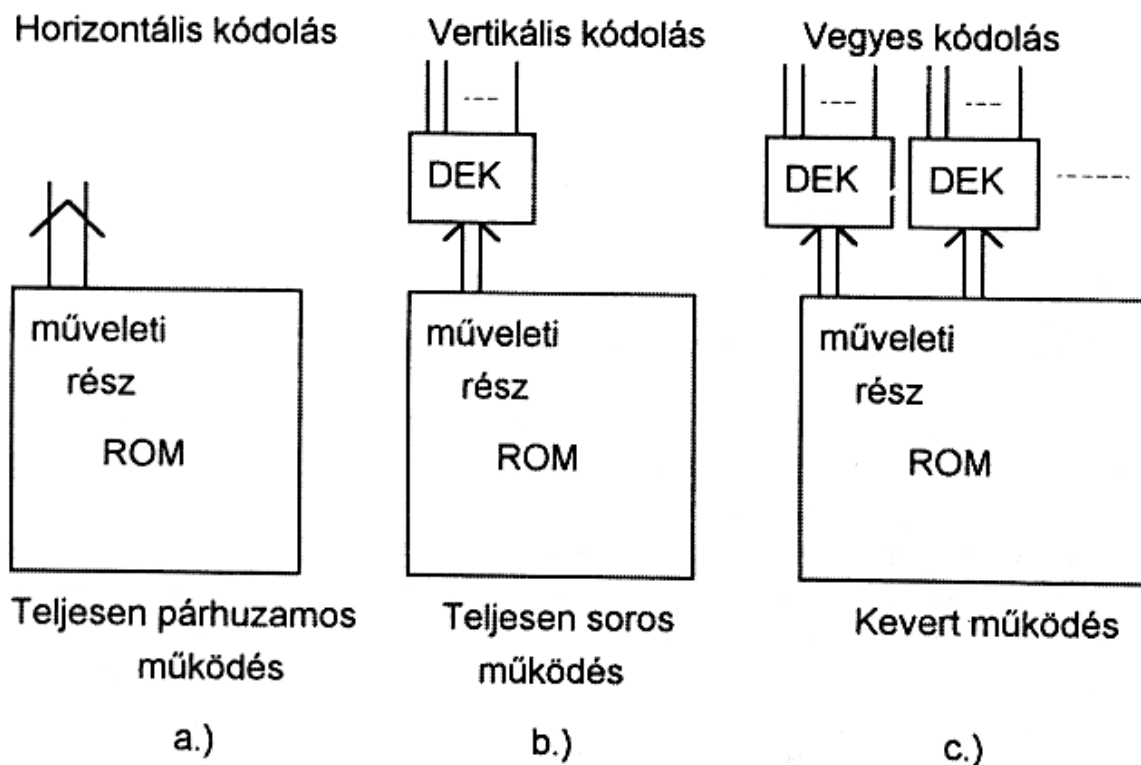 Horizontális kódolás
Vertikális kódolás
Vegyes kódolás
DEK
DEK
DEK
műveleti
rész
ROM
műveleti
rész
ROM
műveleti
rész
ROM
Teljesen párhuzamos
működés
Teljesen soros
működés
Kevert működés
a.)
b.)
c.)